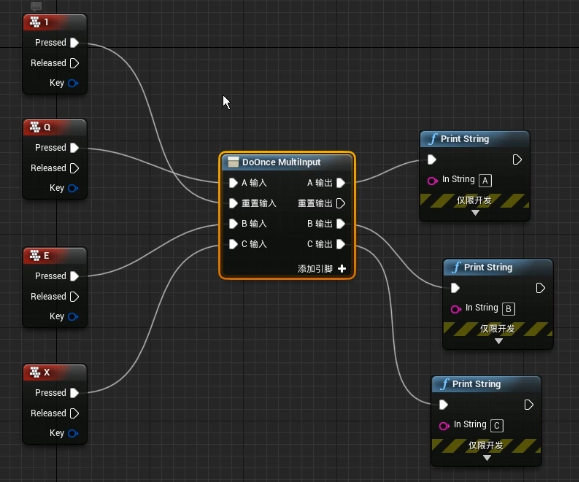 1
Pressed
Released
Key
Q
Pressed
Released
Key
E
Pressed
Released
Key
X
Pressed
Released
Key
DoOnce MultiInput
A 输入 A 输出
重置输入 重置输出
B 输入 B 输出
C 输入 C 输出
添加引脚
Print String
In String A
仅限开发
Print String
In String B
仅限开发
Print String
In String C
仅限开发